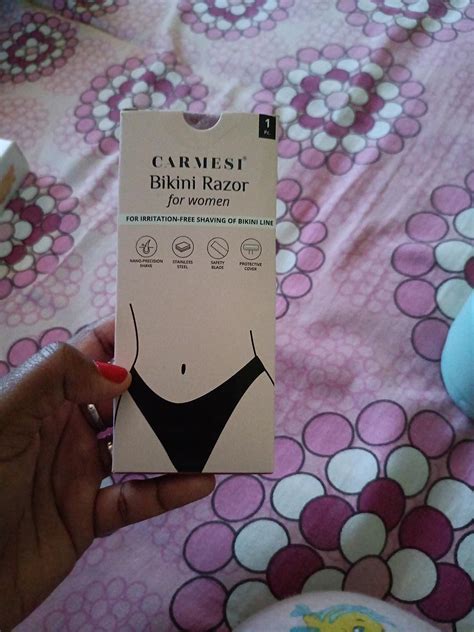 1
Pc.
CARMESI
Bikini Razor
for women
FOR IRRITATION-FREE SHAVING OF BIKINI LINE
NANO-PRECISION
SHAVE
STAINLESS
STEEL
SAFETY
BLADE
PROTECTIVE
COVER